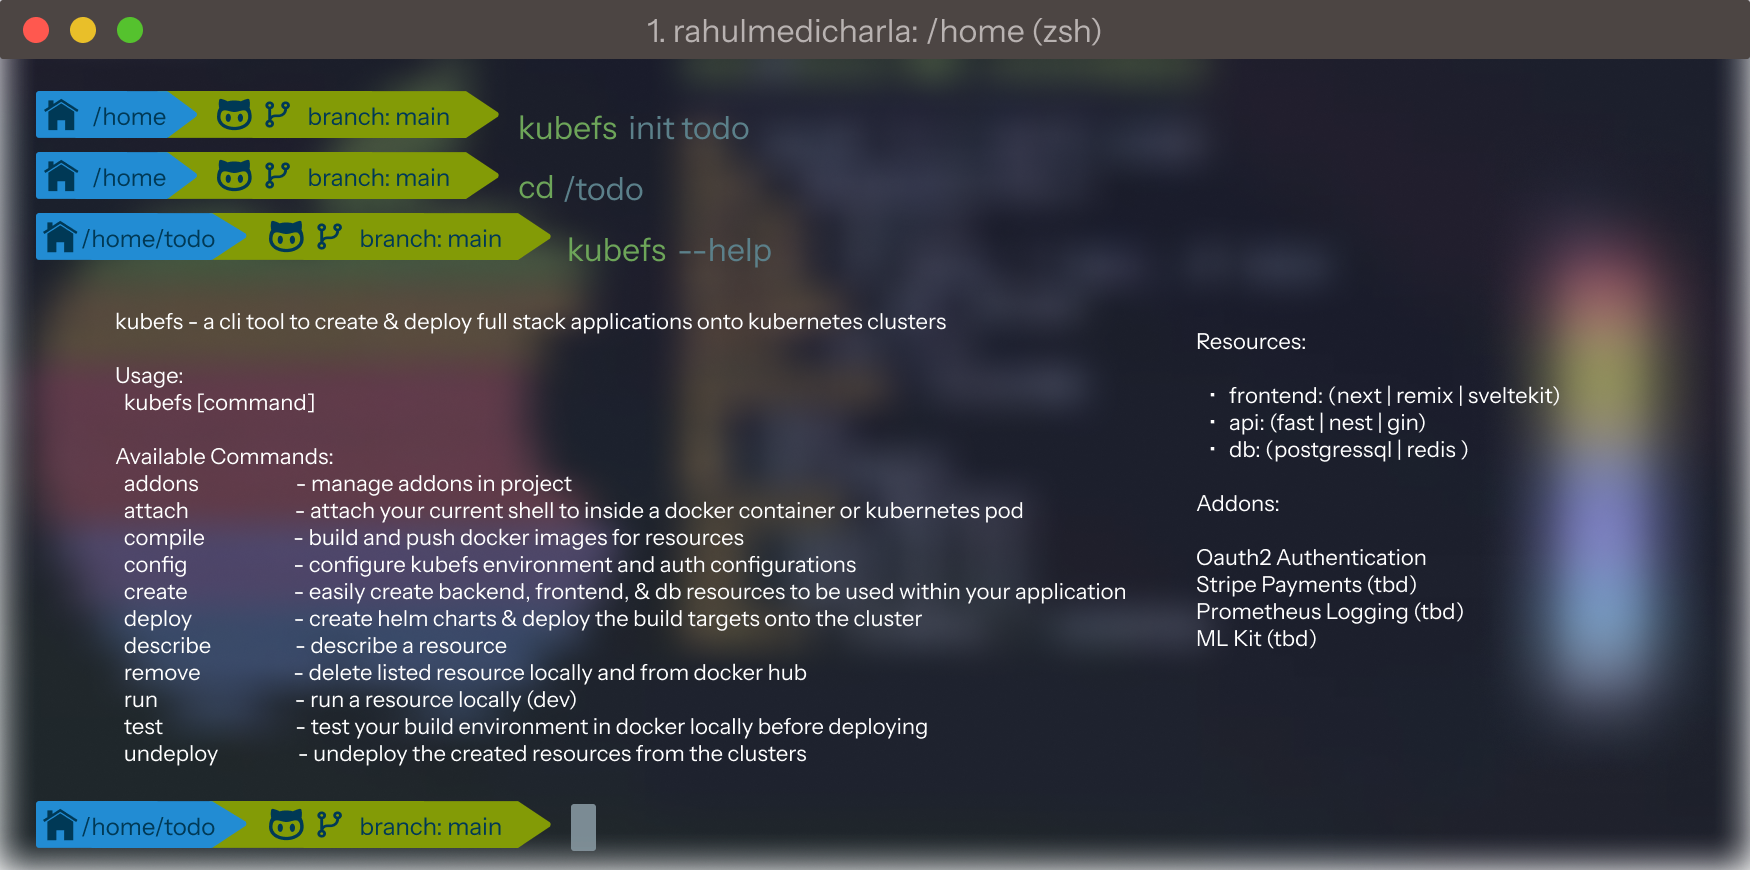 1. rahulmedicharla: /home (zsh)
/home branch: main kubefs init todo
/home branch: main cd /todo
/home/todo branch: main kubefs --help
kubefs - a cli tool to create & deploy full stack applications onto kubernetes clusters
Usage:
kubefs [command]
Available Commands:
addons - manage addons in project
attach - attach your current shell to inside a docker container or kubernetes pod
compile - build and push docker images for resources
config - configure kubefs environment and auth configurations
create - easily create backend, frontend, & db resources to be used within your application
deploy - create helm charts & deploy the build targets onto the cluster
describe - describe a resource
remove - delete listed resource locally and from docker hub
run - run a resource locally (dev)
test - test your build environment in docker locally before deploying
undeploy - undeploy the created resources from the clusters
Resources:
· frontend: (next | remix | sveltekit)
· api: (fast | nest | gin)
· db: (postgressql | redis )
Addons:
Oauth2 Authentication
Stripe Payments (tbd)
Prometheus Logging (tbd)
ML Kit (tbd)
/home/todo branch: main